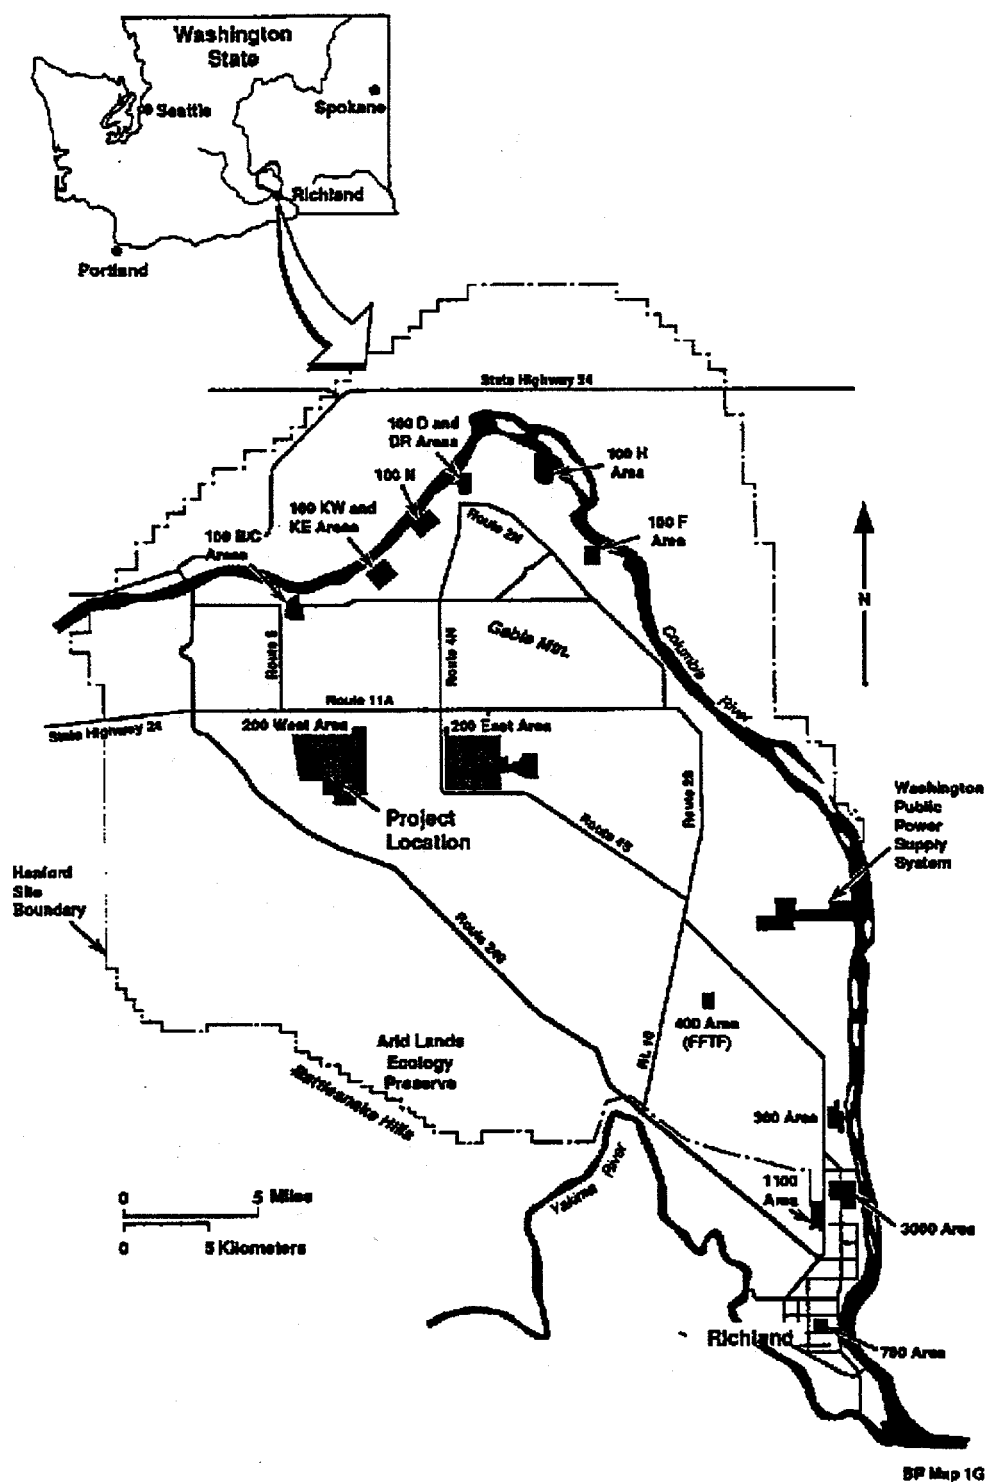 Washington
State
Seattle
Spokane
Richland
Portland
State Highway 24
100 D and
DR Areas
100 H
Area
100 N
100 KW and
KE Areas
100 F
Area
100 B/C
Areas
Route 2N
N
Columbia
River
Gable Mtn.
Route 6
Route 4N
Route 11A
State Highway 24
200 West Area
200 East Area
Project
Location
Route 4S
Washington
Public
Power
Supply
System
Hanford
Site
Boundary
Route 240
400 Area
(FFTF)
Rt. 10
Arid Lands
Ecology
Preserve
Rattlesnake Hills
300 Area
Yakima River
1100
Area
3000 Area
0 5 Miles
0 5 Kilometers
Richland
700 Area
BP Map 1G